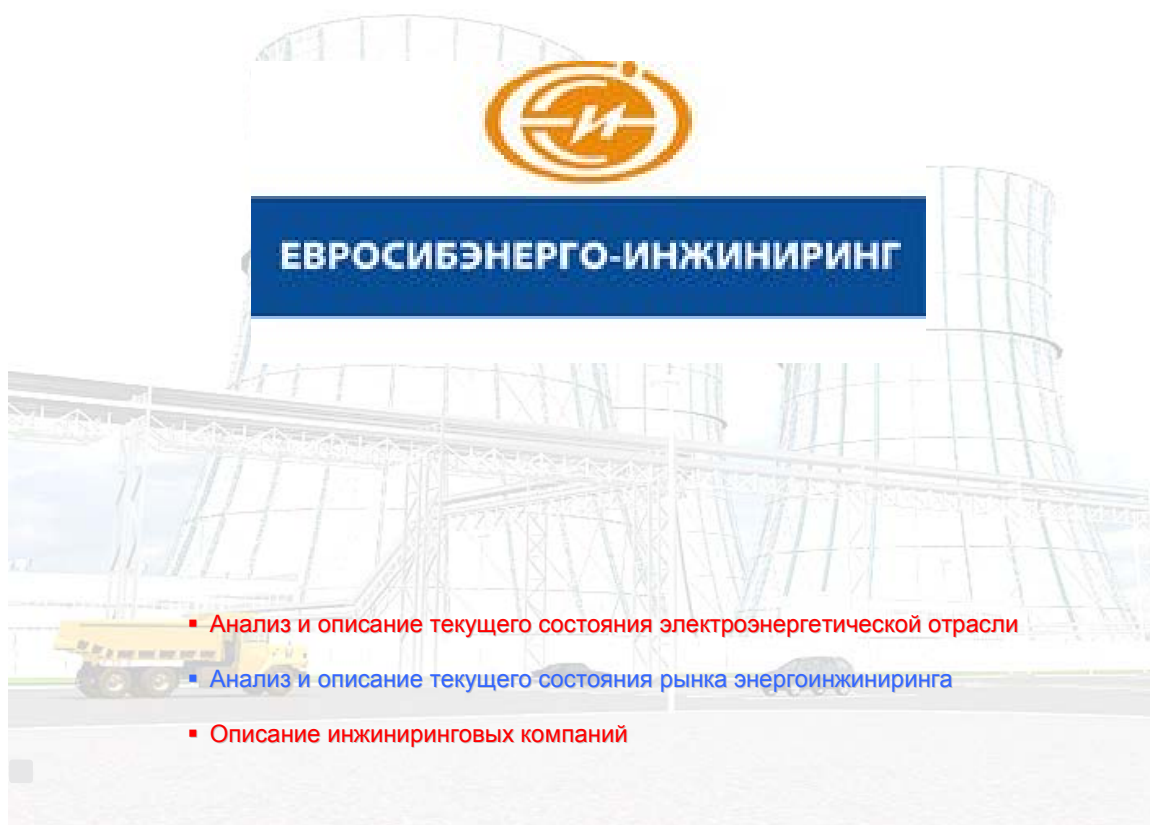 ЕВРОСИБЭНЕРГО-ИНЖИНИРИНГ
▪ Анализ и описание текущего состояния электроэнергетической отрасли
▪ Анализ и описание текущего состояния рынка энергоинжиниринга
▪ Описание инжиниринговых компаний